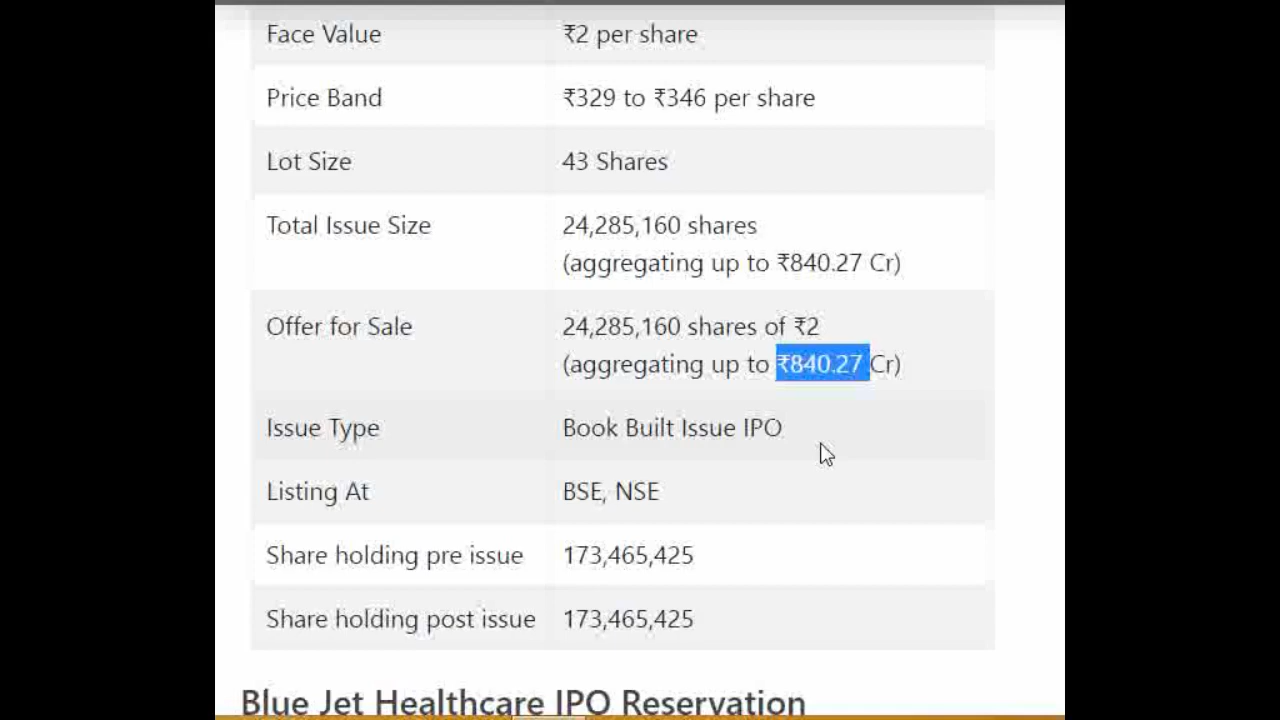 Face Value ₹2 per share
Price Band ₹329 to ₹346 per share
Lot Size 43 Shares
Total Issue Size 24,285,160 shares
(aggregating up to ₹840.27 Cr)
Offer for Sale 24,285,160 shares of ₹2
(aggregating up to ₹840.27 Cr)
Issue Type Book Built Issue IPO
Listing At BSE, NSE
Share holding pre issue 173,465,425
Share holding post issue 173,465,425
Blue Jet Healthcare IPO Reservation